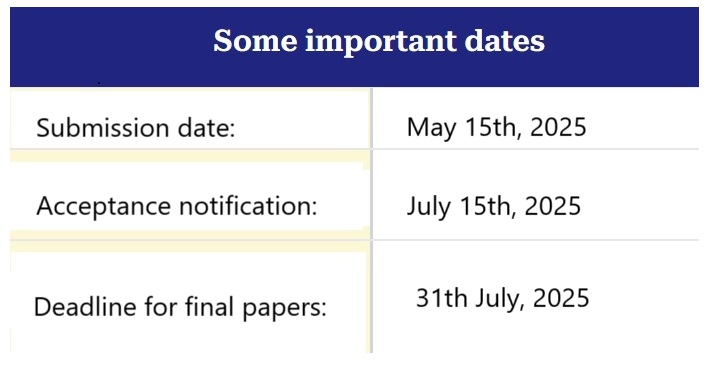 Some important dates
Submission date: May 15th, 2025
Acceptance notification: July 15th, 2025
Deadline for final papers: 31th July, 2025